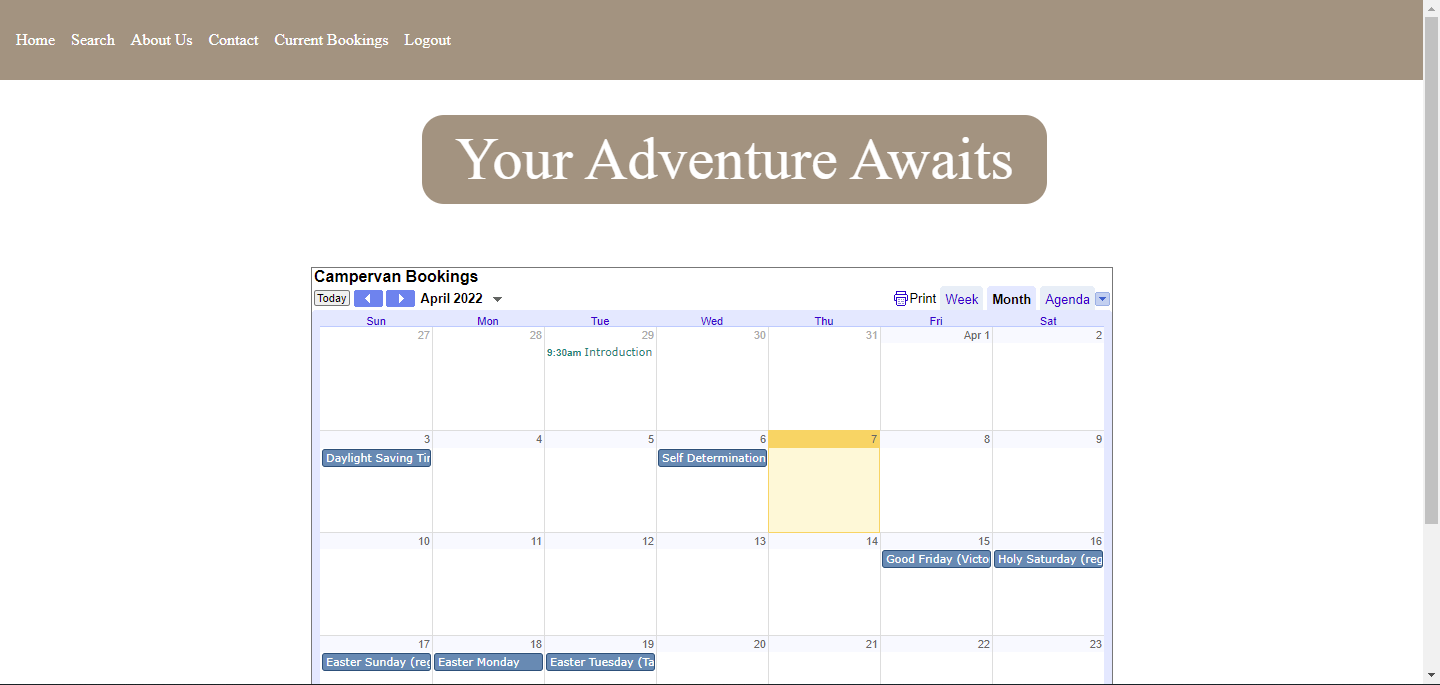 Home Search About Us Contact Current Bookings Logout
Your Adventure Awaits
Campervan Bookings
Today April 2022 Print Week Month Agenda
Sun Mon Tue Wed Thu Fri Sat
27 28 29 30 31 Apr 1 2
9:30am Introduction
3 4 5 6 7 8 9
Daylight Saving Self Determination
10 11 12 13 14 15 16
Good Friday (Victo Holy Saturday (reg
17 18 19 20 21 22 23
Easter Sunday (reg Easter Monday Easter Tuesday (Ta